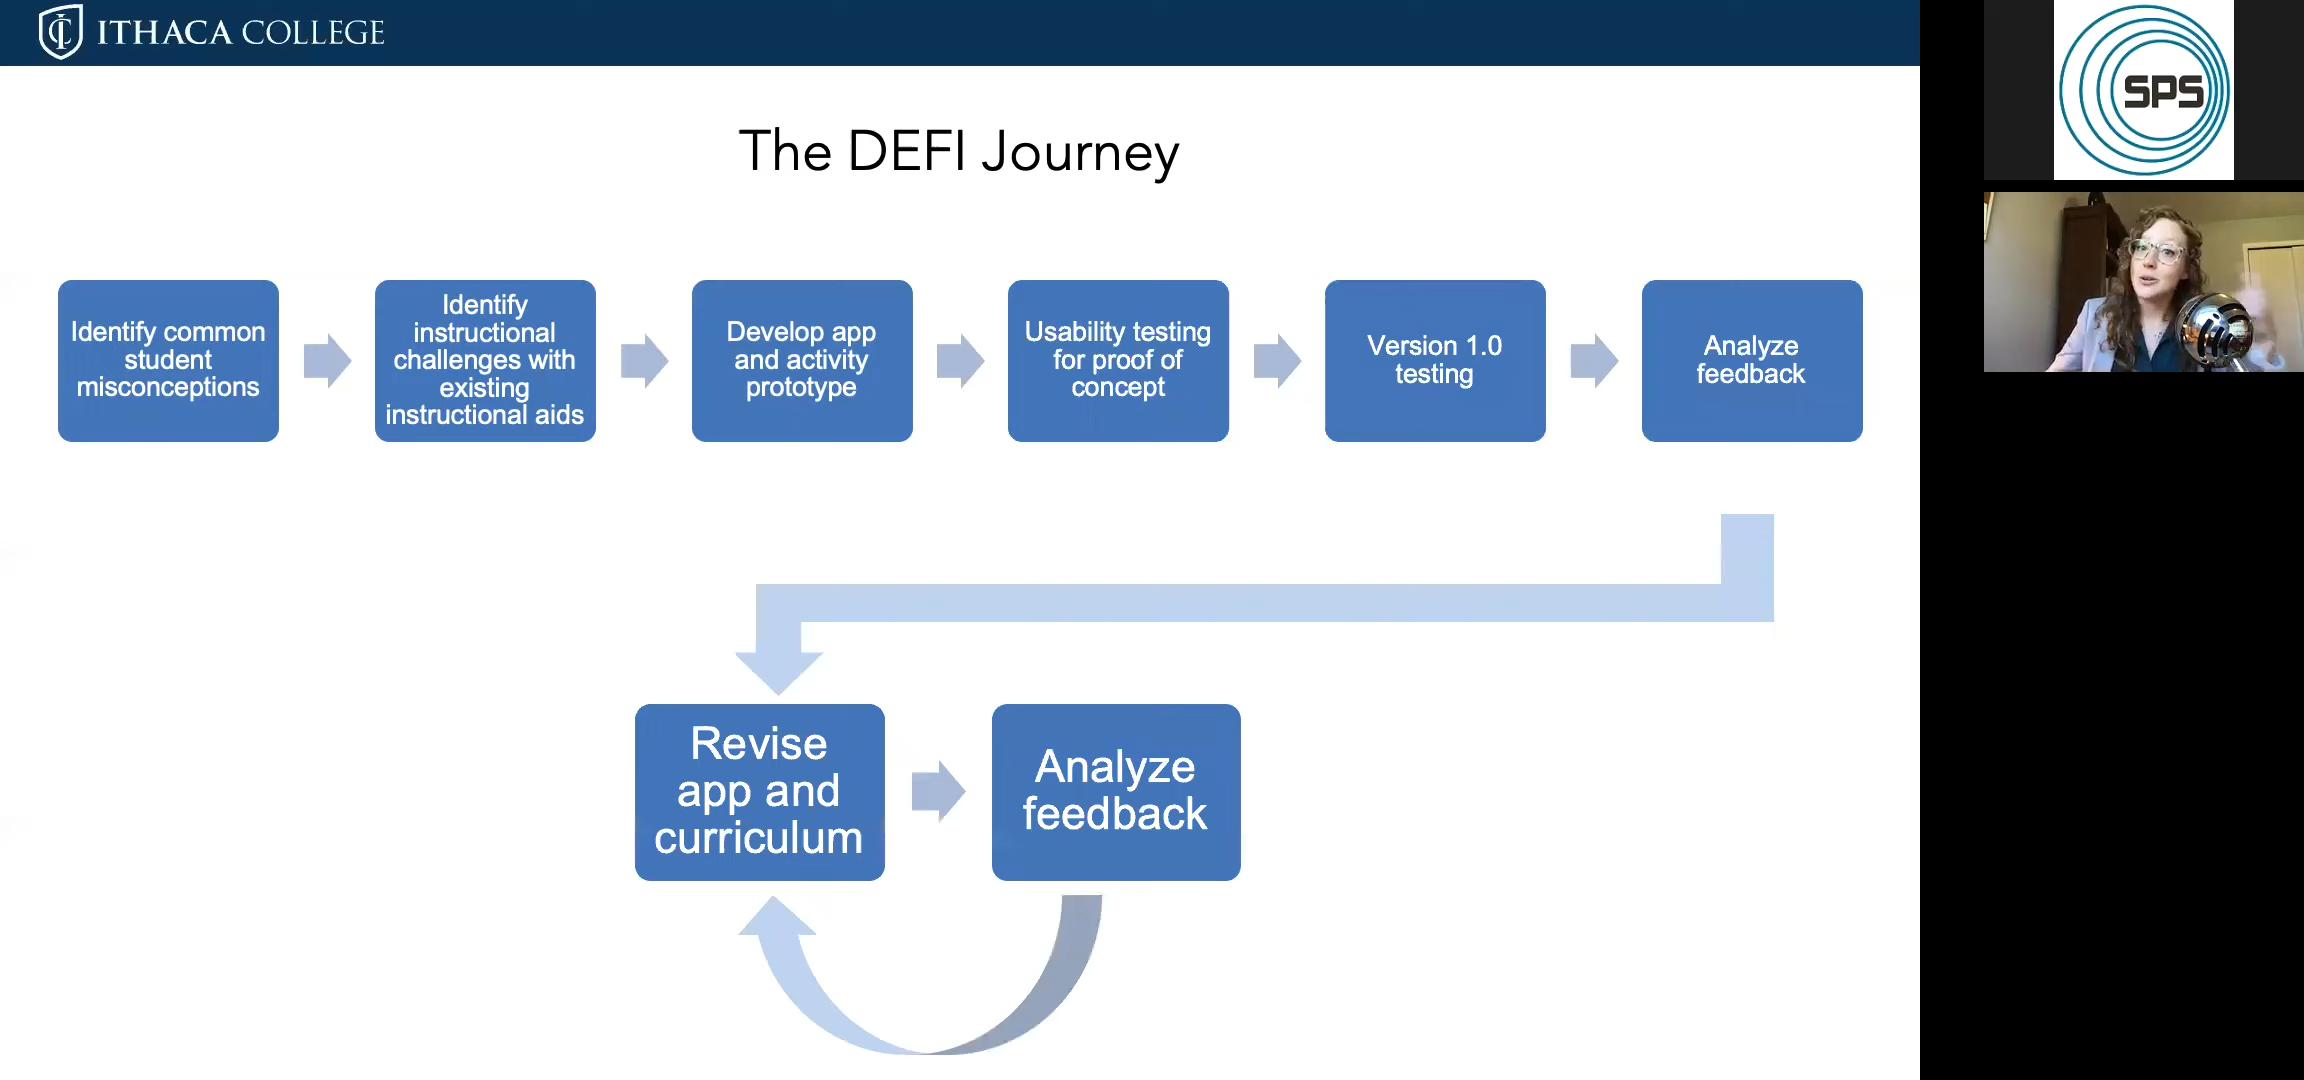 ITHACA COLLEGE
SPS
The DEFI Journey
Identify common
student
misconceptions
Identify
instructional
challenges with
existing
instructional aids
Develop app
and activity
prototype
Usability testing
for proof of
concept
Version 1.0
testing
Analyze
feedback
Revise
app and
curriculum
Analyze
feedback